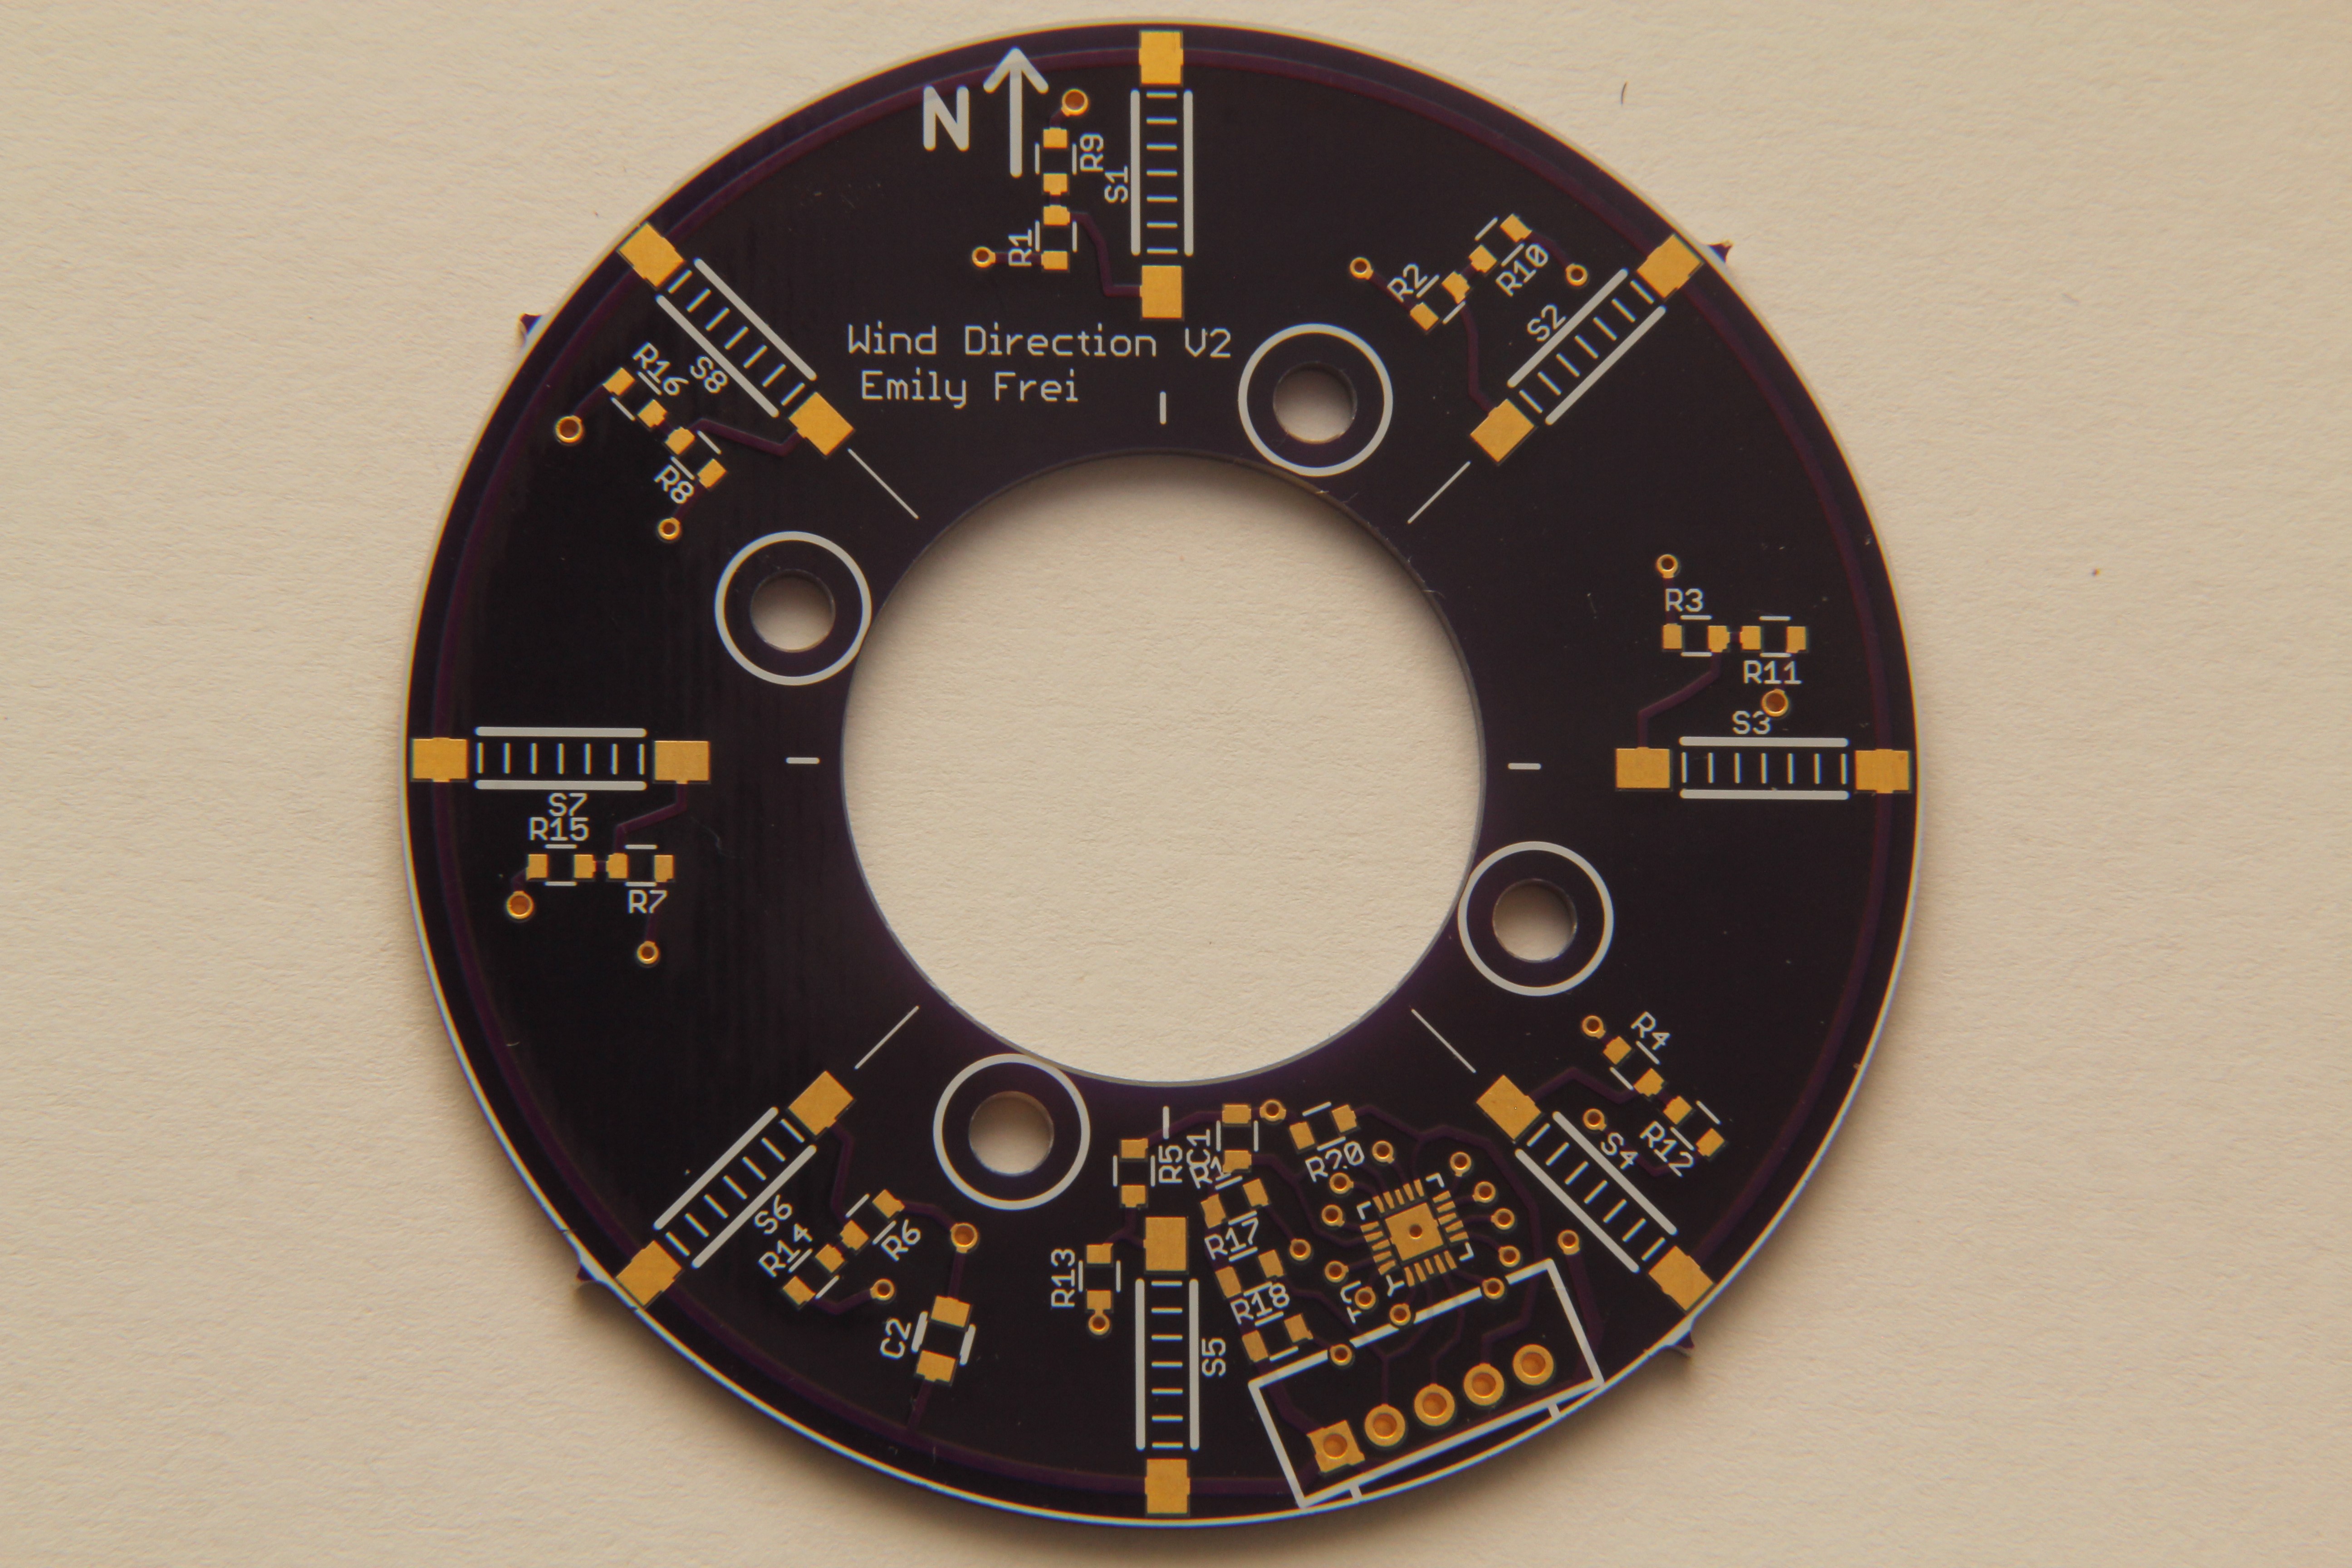 N
R9
S1
R1
R2
R10
S2
Wind Direction V2
Emily Frei
R16
S8
R8
R3
R11
S3
S7
R15
R7
R4
R12
S4
R5
C1
R20
R17
R18
S6
R14
R6
R13
C2
S5